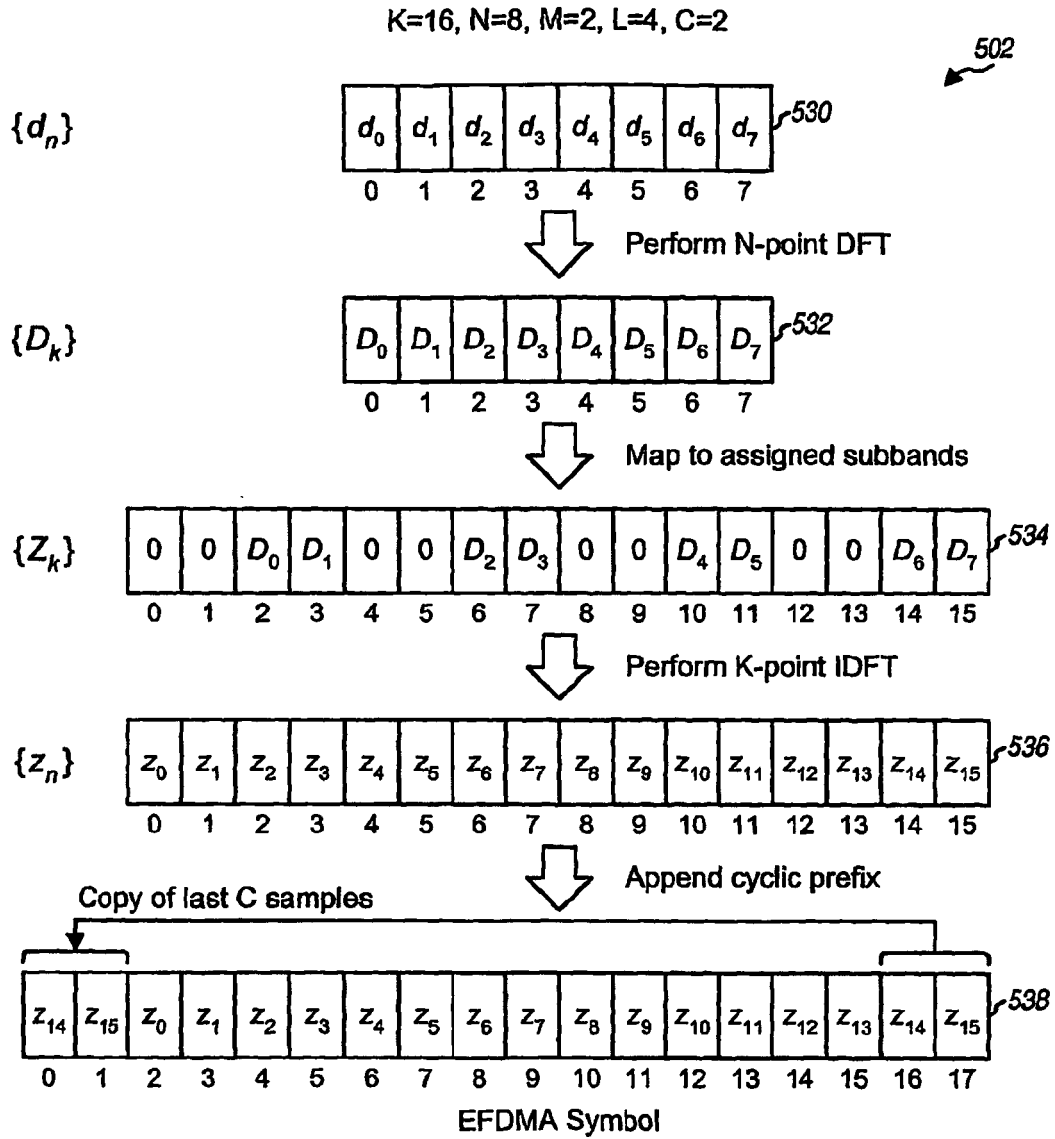 K=16, N=8, M=2, L=4, C=2
502
{dn} d0 d1 d2 d3 d4 d5 d6 d7 530
0 1 2 3 4 5 6 7
Perform N-point DFT
{Dk} D0 D1 D2 D3 D4 D5 D6 D7 532
0 1 2 3 4 5 6 7
Map to assigned subbands
{Zk} 0 0 D0 D1 0 0 D2 D3 0 0 D4 D5 0 0 D6 D7 534
0 1 2 3 4 5 6 7 8 9 10 11 12 13 14 15
Perform K-point IDFT
{zn} z0 z1 z2 z3 z4 z5 z6 z7 z8 z9 z10 z11 z12 z13 z14 z15 536
0 1 2 3 4 5 6 7 8 9 10 11 12 13 14 15
Append cyclic prefix
Copy of last C samples
z14 z15 z0 z1 z2 z3 z4 z5 z6 z7 z8 z9 z10 z11 z12 z13 z14 z15 538
0 1 2 3 4 5 6 7 8 9 10 11 12 13 14 15 16 17
EFDMA Symbol